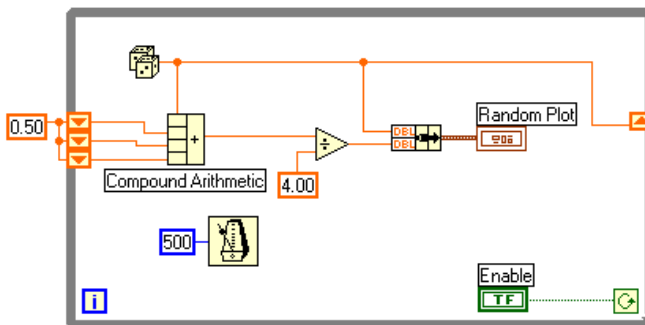 Random Plot
0.50
DBL
DBL
+
÷
Compound Arithmetic
4.00
500
Enable
i
TF